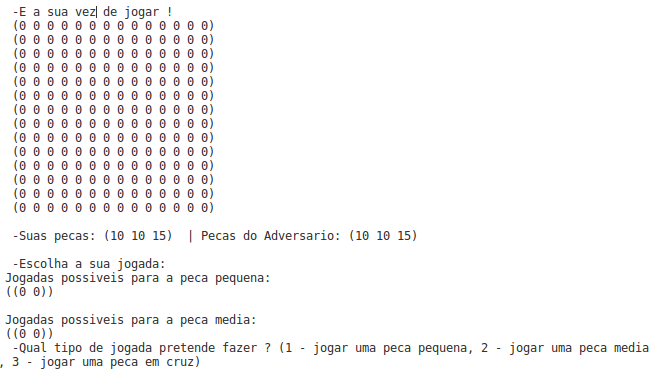 -E a sua vez de jogar !
(0 0 0 0 0 0 0 0 0 0 0 0 0 0)
(0 0 0 0 0 0 0 0 0 0 0 0 0 0)
(0 0 0 0 0 0 0 0 0 0 0 0 0 0)
(0 0 0 0 0 0 0 0 0 0 0 0 0 0)
(0 0 0 0 0 0 0 0 0 0 0 0 0 0)
(0 0 0 0 0 0 0 0 0 0 0 0 0 0)
(0 0 0 0 0 0 0 0 0 0 0 0 0 0)
(0 0 0 0 0 0 0 0 0 0 0 0 0 0)
(0 0 0 0 0 0 0 0 0 0 0 0 0 0)
(0 0 0 0 0 0 0 0 0 0 0 0 0 0)
(0 0 0 0 0 0 0 0 0 0 0 0 0 0)
(0 0 0 0 0 0 0 0 0 0 0 0 0 0)
(0 0 0 0 0 0 0 0 0 0 0 0 0 0)
(0 0 0 0 0 0 0 0 0 0 0 0 0 0)
-Suas pecas: (10 10 15)  | Pecas do Adversario: (10 10 15)
-Escolha a sua jogada:
Jogadas possiveis para a peca pequena:
((0 0))
Jogadas possiveis para a peca media:
((0 0))
-Qual tipo de jogada pretende fazer ? (1 - jogar uma peca pequena, 2 - jogar uma peca media
, 3 - jogar uma peca em cruz)